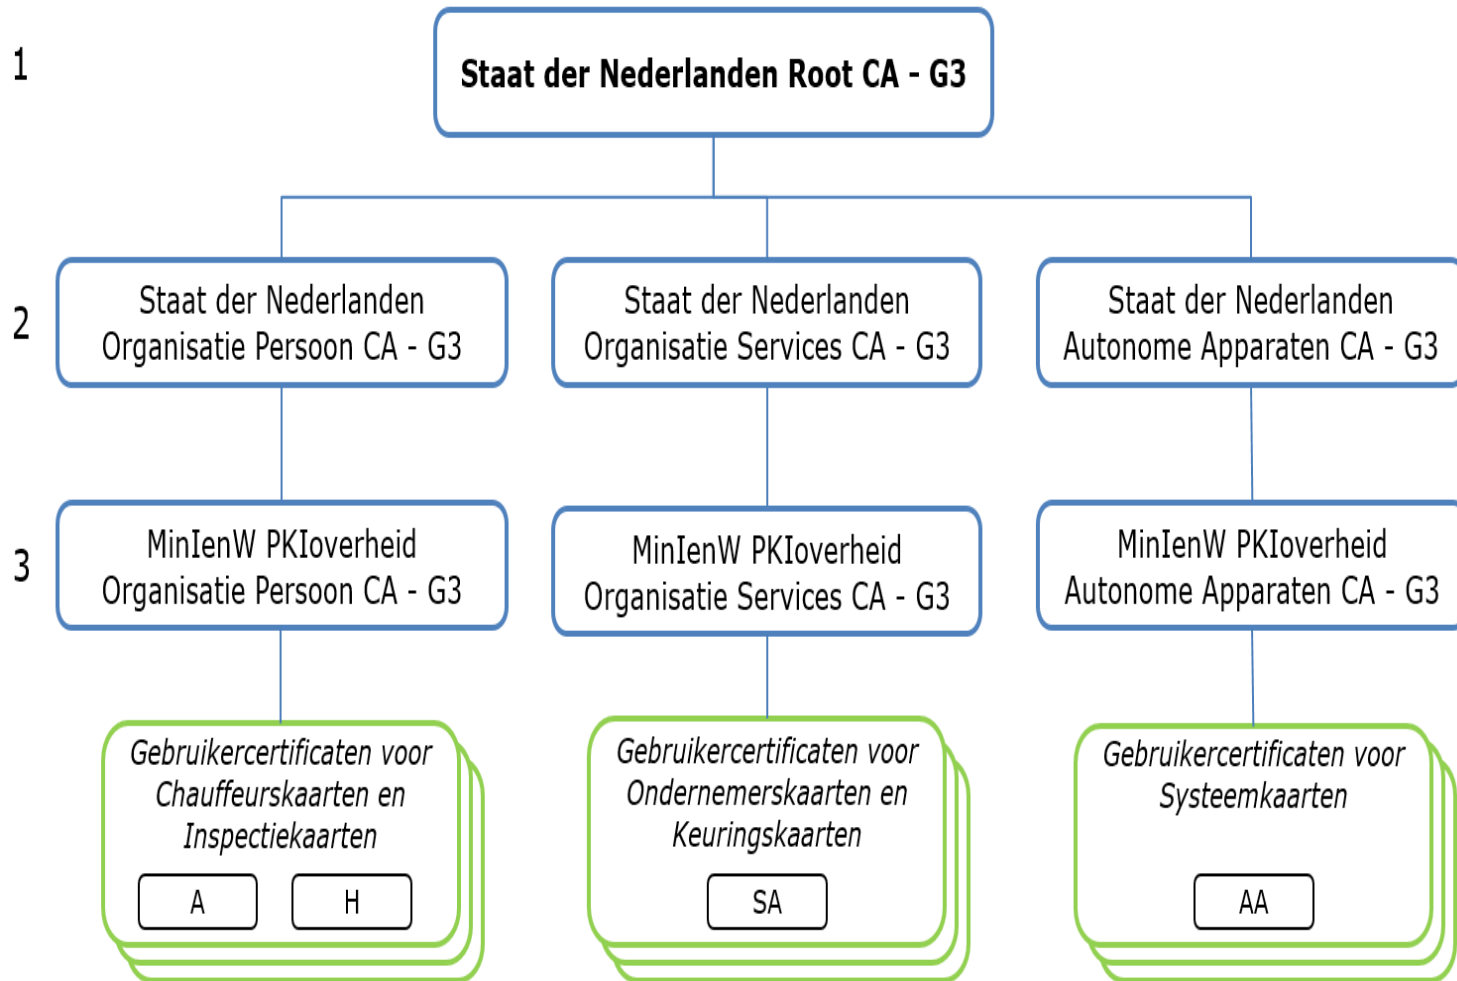 1
Staat der Nederlanden Root CA - G3
2
Staat der Nederlanden
Organisatie Persoon CA - G3
Staat der Nederlanden
Organisatie Services CA - G3
Staat der Nederlanden
Autonome Apparaten CA - G3
3
MinIenW PKIoverheid
Organisatie Persoon CA - G3
MinIenW PKIoverheid
Organisatie Services CA - G3
MinIenW PKIoverheid
Autonome Apparaten CA - G3
Gebruikercertificaten voor
Chauffeurskaarten en
Inspectiekaarten
A
H
Gebruikercertificaten voor
Ondernemerskaarten en
Keuringskaarten
SA
Gebruikercertificaten voor
Systeemkaarten
AA